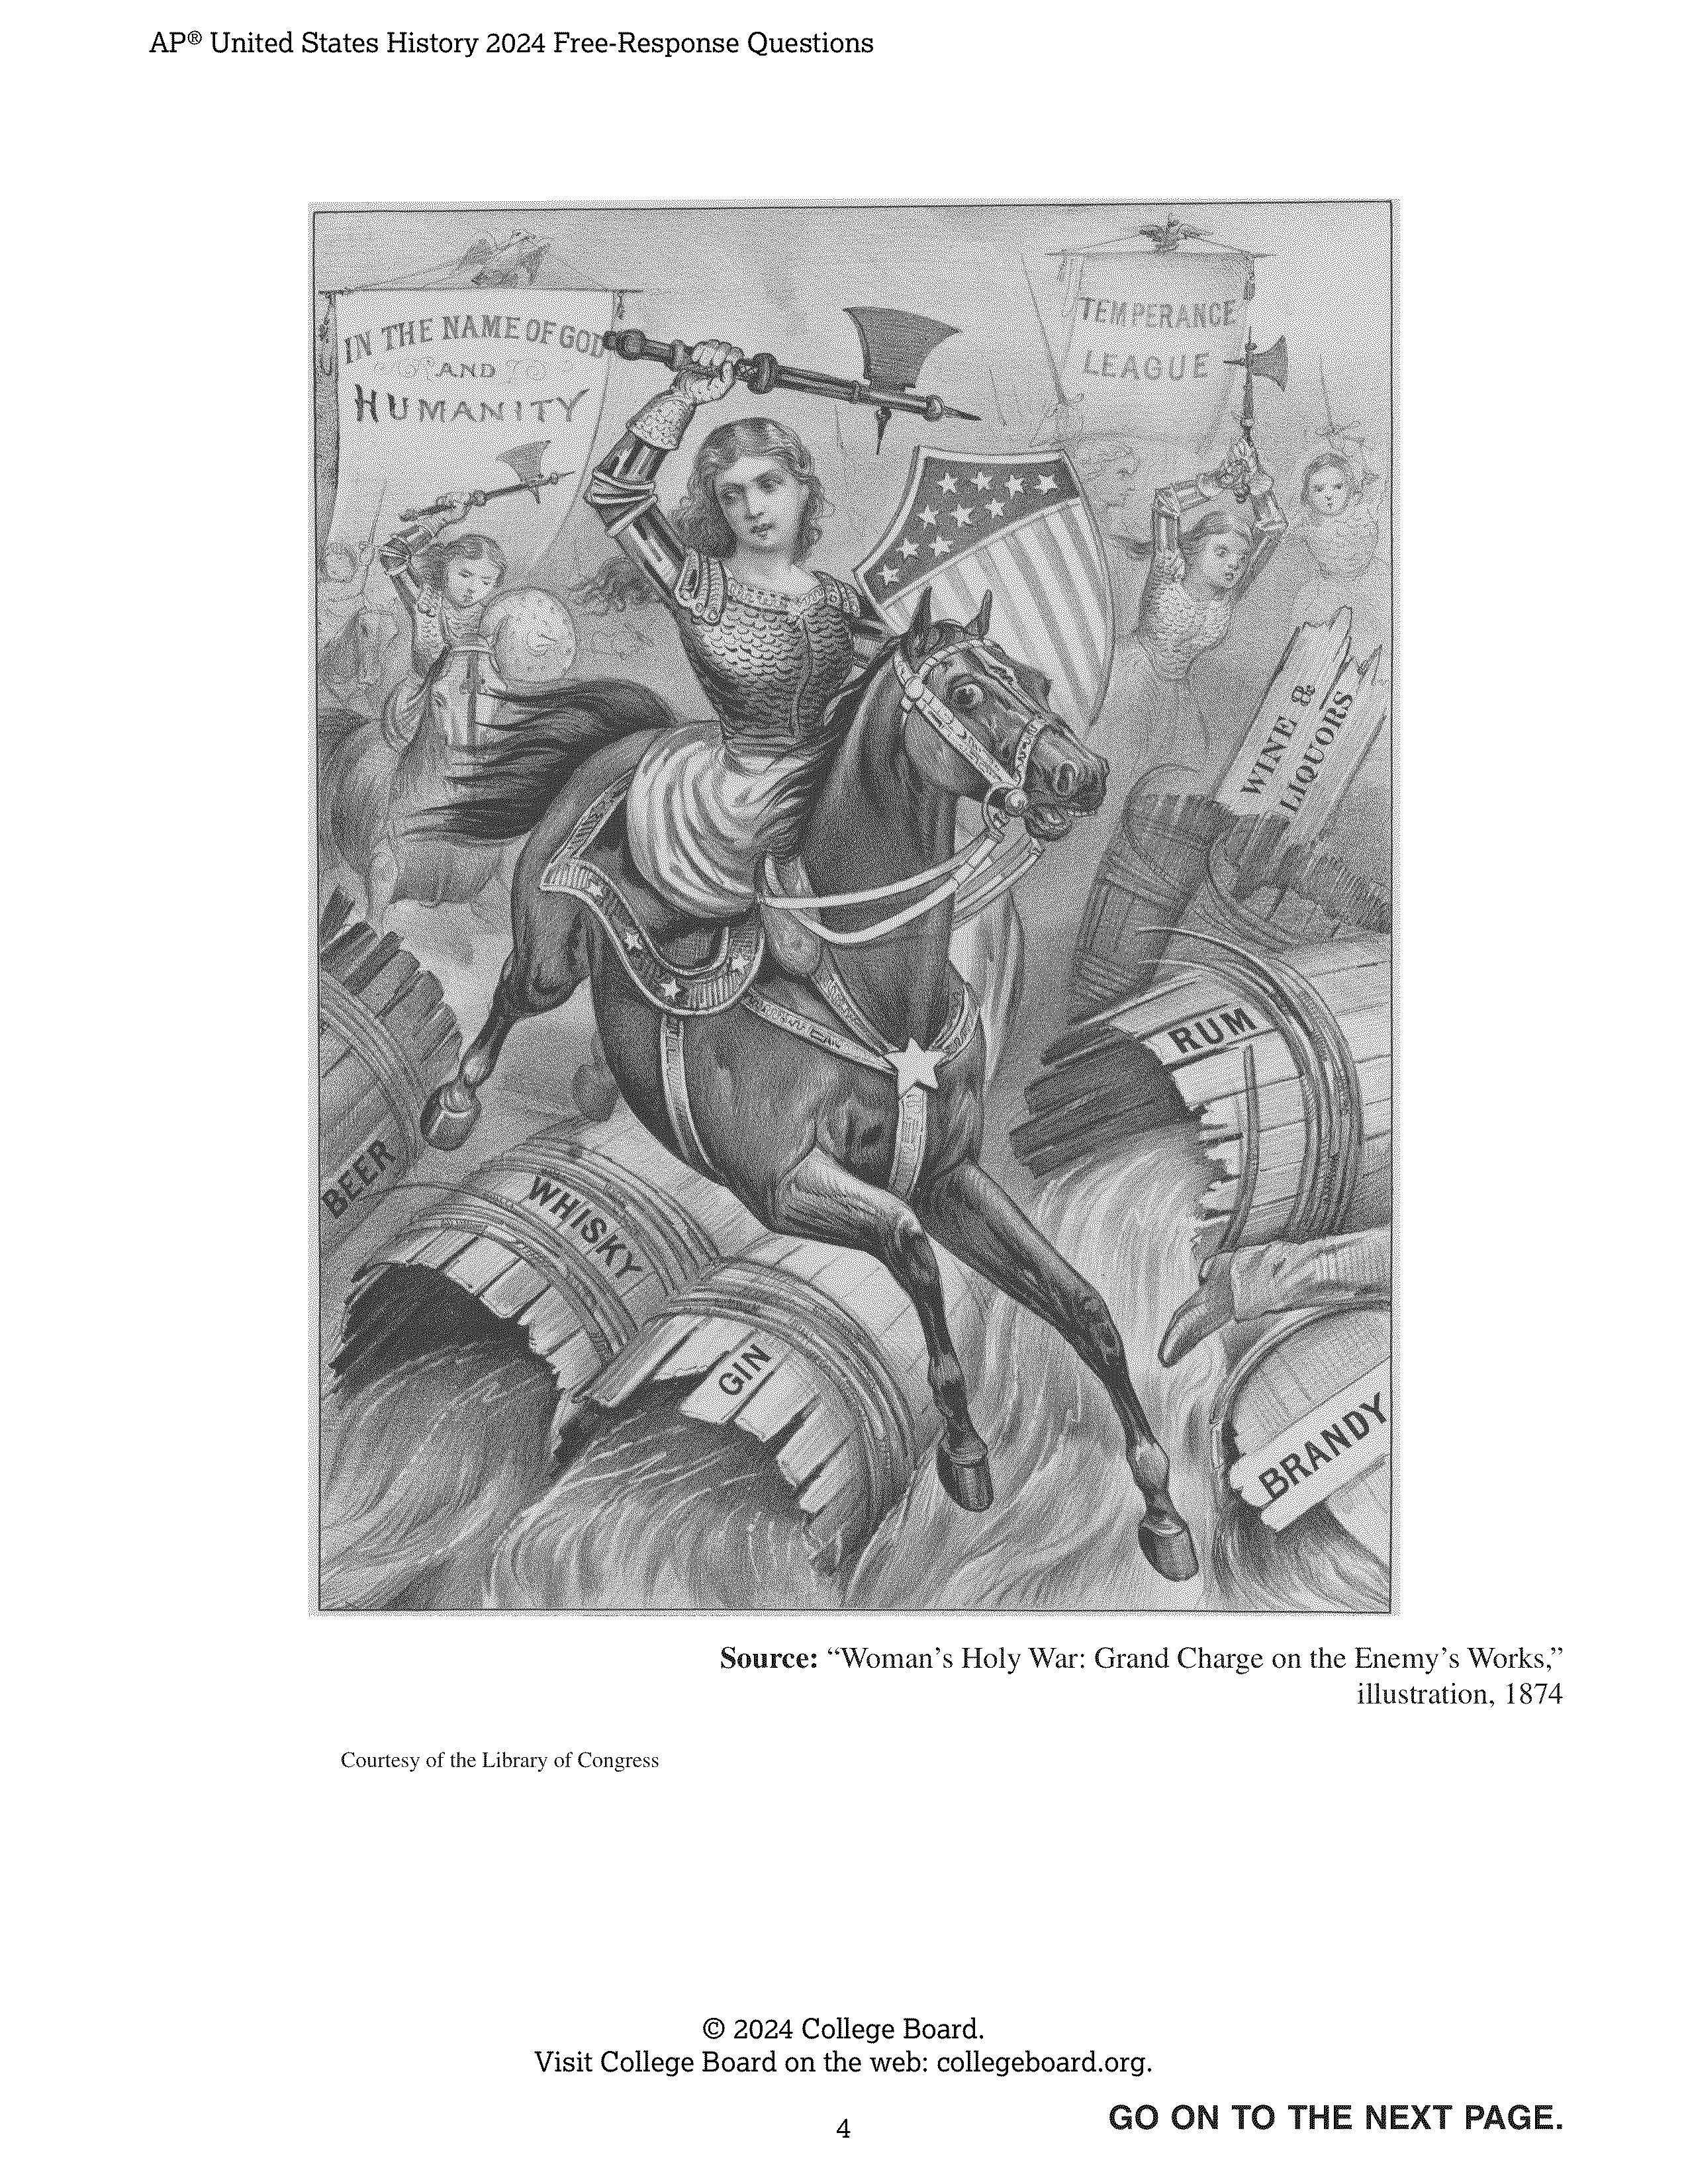 AP® United States History 2024 Free-Response Questions
IN THE NAME OF GOD
AND
HUMANITY
TEMPERANCE
LEAGUE
WINE &
LIQUORS
RUM
BEER
WHISKY
GIN
BRANDY
Source: “Woman’s Holy War: Grand Charge on the Enemy’s Works,”
illustration, 1874
Courtesy of the Library of Congress
© 2024 College Board.
Visit College Board on the web: collegeboard.org.
GO ON TO THE NEXT PAGE.
4